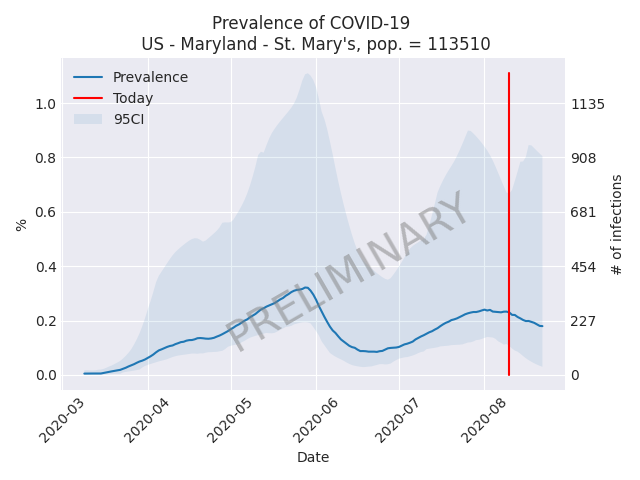 Prevalence of COVID-19
US - Maryland - St. Mary's, pop. = 113510
Prevalence
Today
95CI
1.0
0.8
0.6
0.4
0.2
0.0
%
1135
908
681
454
227
0
# of infections
PRELIMINARY
2020-03
2020-04
2020-05
2020-06
2020-07
2020-08
Date